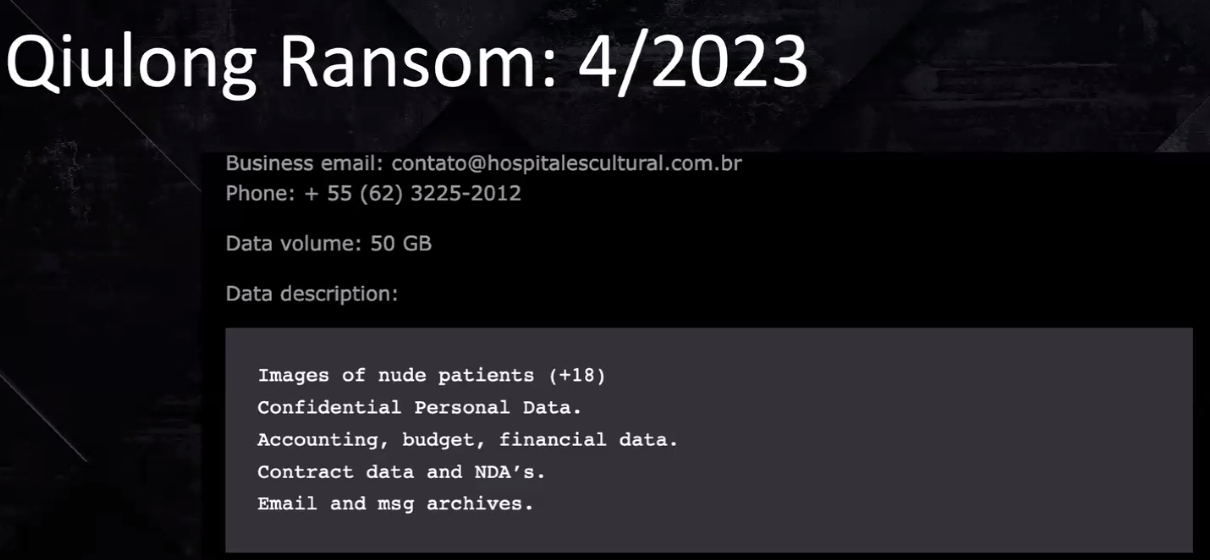 Qiulong Ransom: 4/2023
Business email: contato@hospitalescultural.com.br
Phone: + 55 (62) 3225-2012
Data volume: 50 GB
Data description:
Images of nude patients (+18)
Confidential Personal Data.
Accounting, budget, financial data.
Contract data and NDA’s.
Email and msg archives.